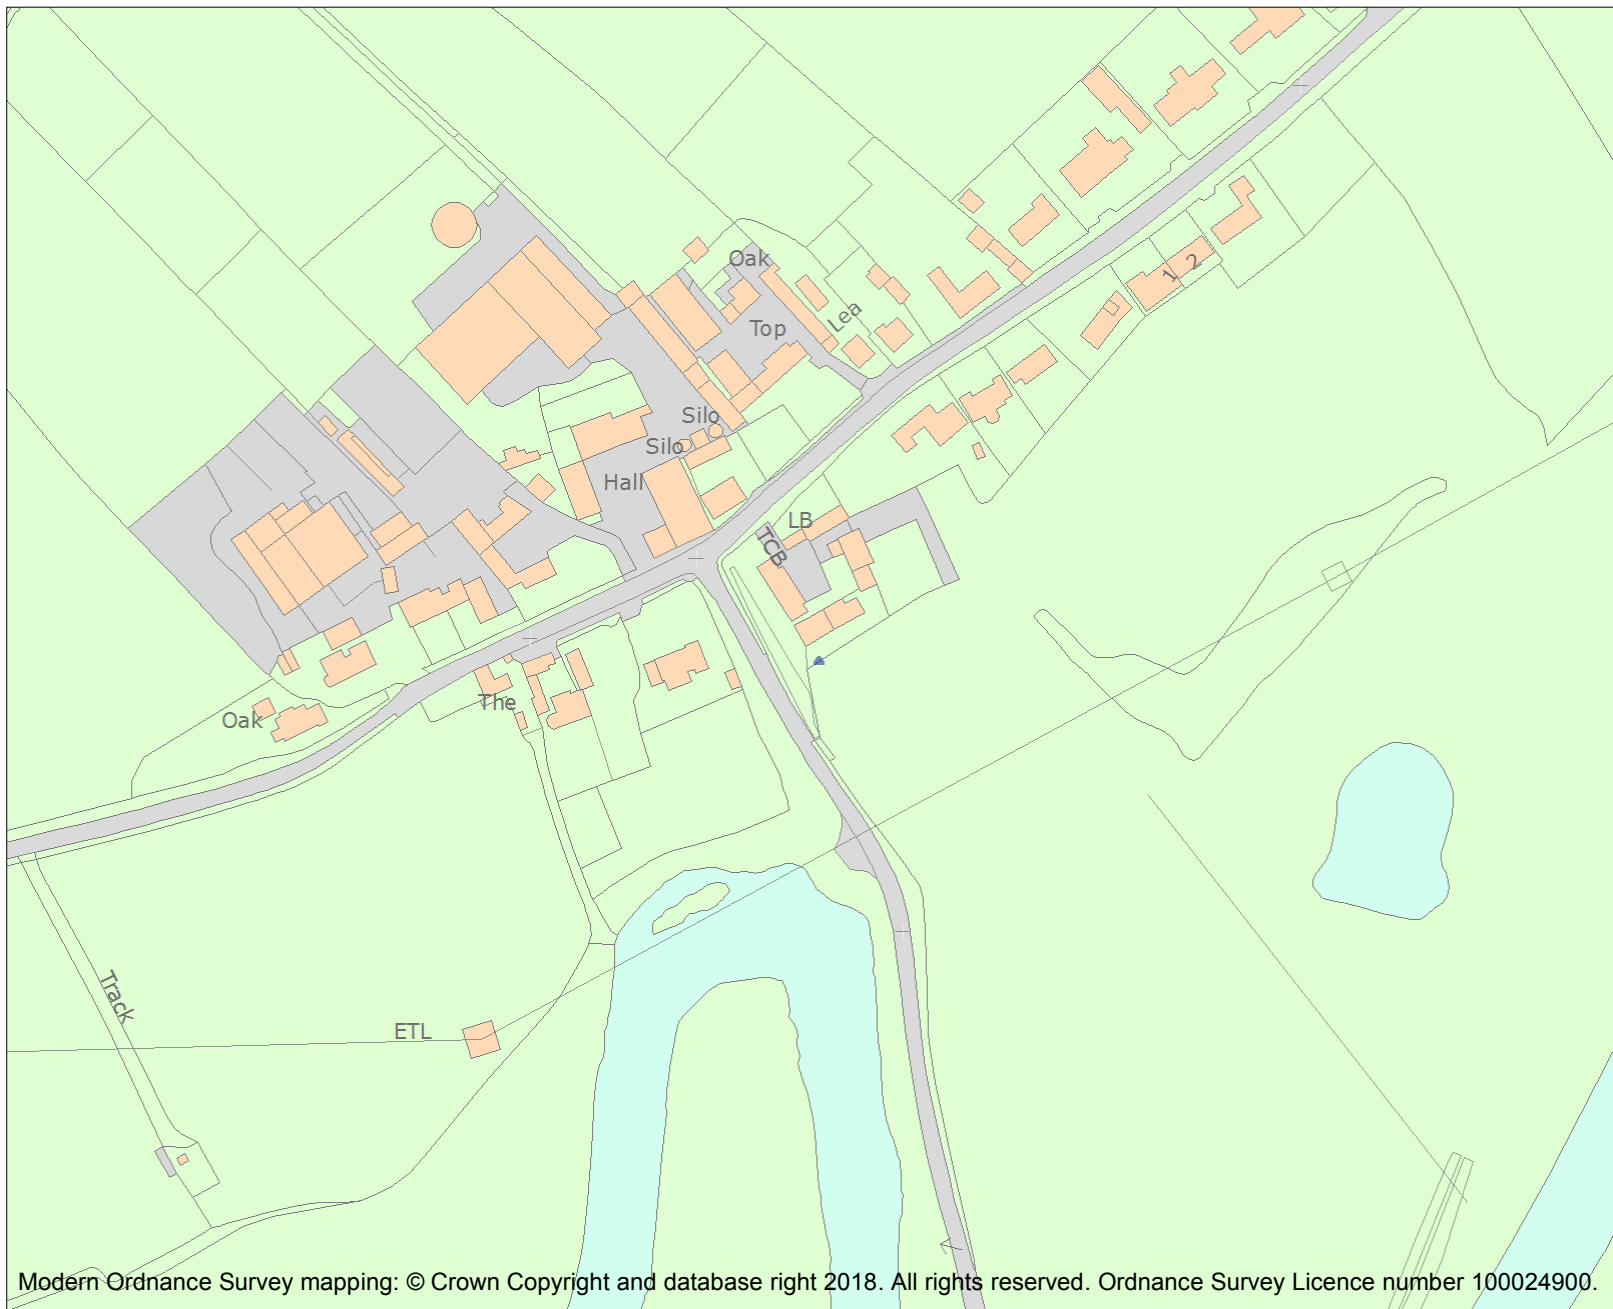 Oak
1 2
Lea
Top
Silo
Silo
Hall
LB
TCB
The
Oak
Track
ETL
Modern Ordnance Survey mapping: © Crown Copyright and database right 2018. All rights reserved. Ordnance Survey Licence number 100024900.